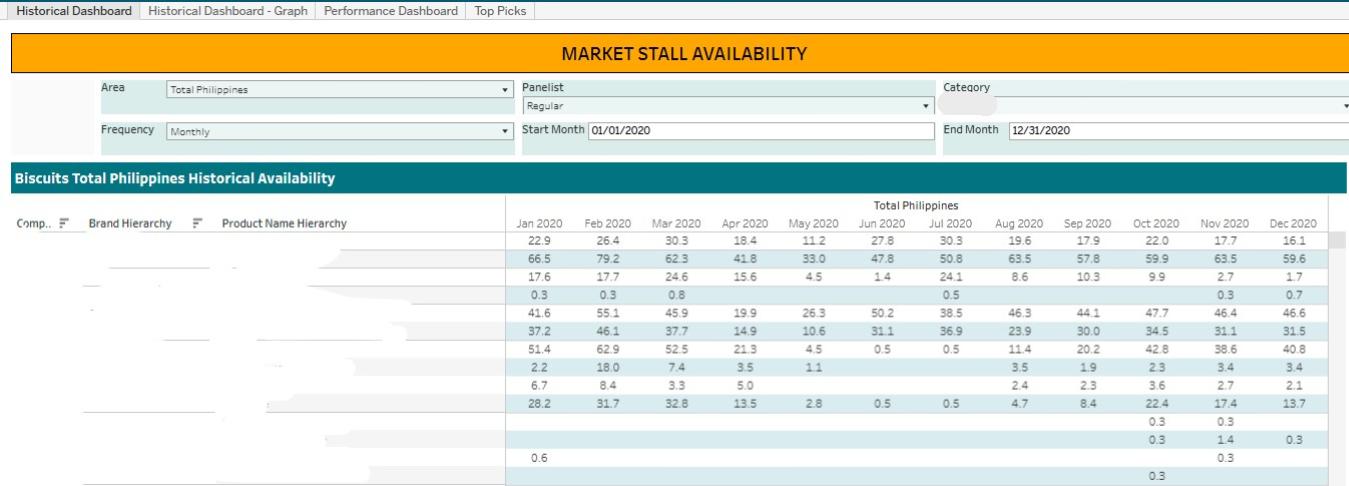 Historical Dashboard Historical Dashboard - Graph Performance Dashboard Top Picks
MARKET STALL AVAILABILITY
Area Total Philippines Panelist Category
Regular
Frequency Monthly Start Month 01/01/2020 End Month 12/31/2020
Biscuits Total Philippines Historical Availability
Total Philippines
Comp.. Brand Hierarchy Product Name Hierarchy Jan 2020 Feb 2020 Mar 2020 Apr 2020 May 2020 Jun 2020 Jul 2020 Aug 2020 Sep 2020 Oct 2020 Nov 2020 Dec 2020
22.9 26.4 30.3 18.4 11.2 27.8 30.3 19.6 17.9 22.0 17.7 16.1
66.5 79.2 62.3 41.8 33.0 47.8 50.8 63.5 57.8 59.9 63.5 59.6
17.6 17.7 24.6 15.6 4.5 1.4 24.1 8.6 10.3 9.9 2.7 1.7
0.3 0.3 0.8 0.5 0.3 0.7
41.6 55.1 45.9 19.9 26.3 50.2 38.5 46.3 44.1 47.7 46.4 46.6
37.2 46.1 37.7 14.9 10.6 31.1 36.9 23.9 30.0 34.5 31.1 31.5
51.4 62.9 52.5 21.3 4.5 0.5 0.5 11.4 20.2 42.8 38.6 40.8
2.2 18.0 7.4 3.5 1.1 3.5 1.9 2.3 3.4 3.4
6.7 8.4 3.3 5.0 2.4 2.3 3.6 2.7 2.1
28.2 31.7 32.8 13.5 2.8 0.5 0.5 4.7 8.4 22.4 17.4 13.7
0.3 0.3
0.3 1.4 0.3
0.6 0.3
0.3